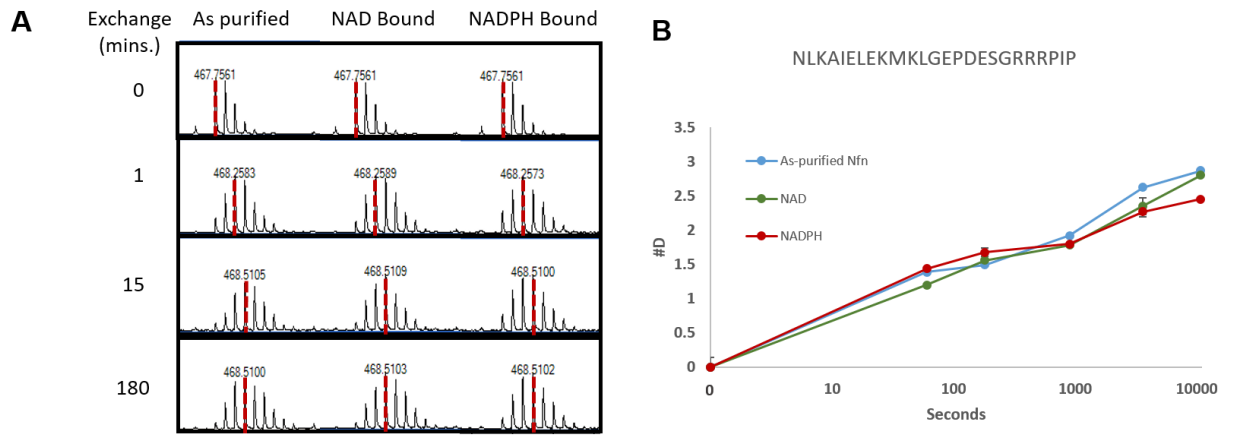 A
Exchange (mins.)
As purified
NAD Bound
NADPH Bound
0
467.7561
467.7561
467.7561
1
468.2583
468.2589
468.2573
15
468.5105
468.5109
468.5100
180
468.5100
468.5103
468.5102
B
NLKAIELEKMKLGEPDESGRRRPIP
3.5
3
2.5
2
1.5
1
0.5
0
#D
As-purified Nfn
NAD
NADPH
0
10
100
1000
10000
Seconds